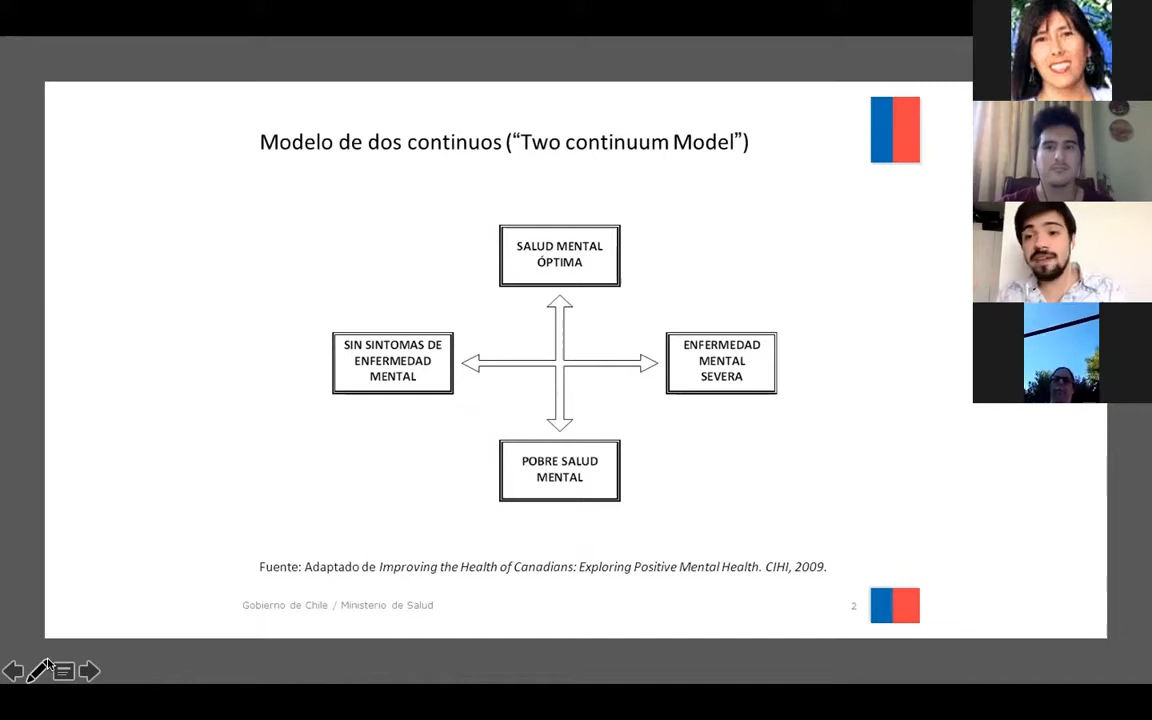 Modelo de dos continuos (“Two continuum Model”)
SALUD MENTAL
ÓPTIMA
SIN SINTOMAS DE
ENFERMEDAD
MENTAL
ENFERMEDAD
MENTAL
SEVERA
POBRE SALUD
MENTAL
Fuente: Adaptado de Improving the Health of Canadians: Exploring Positive Mental Health. CIHI, 2009.
Gobierno de Chile / Ministerio de Salud
2